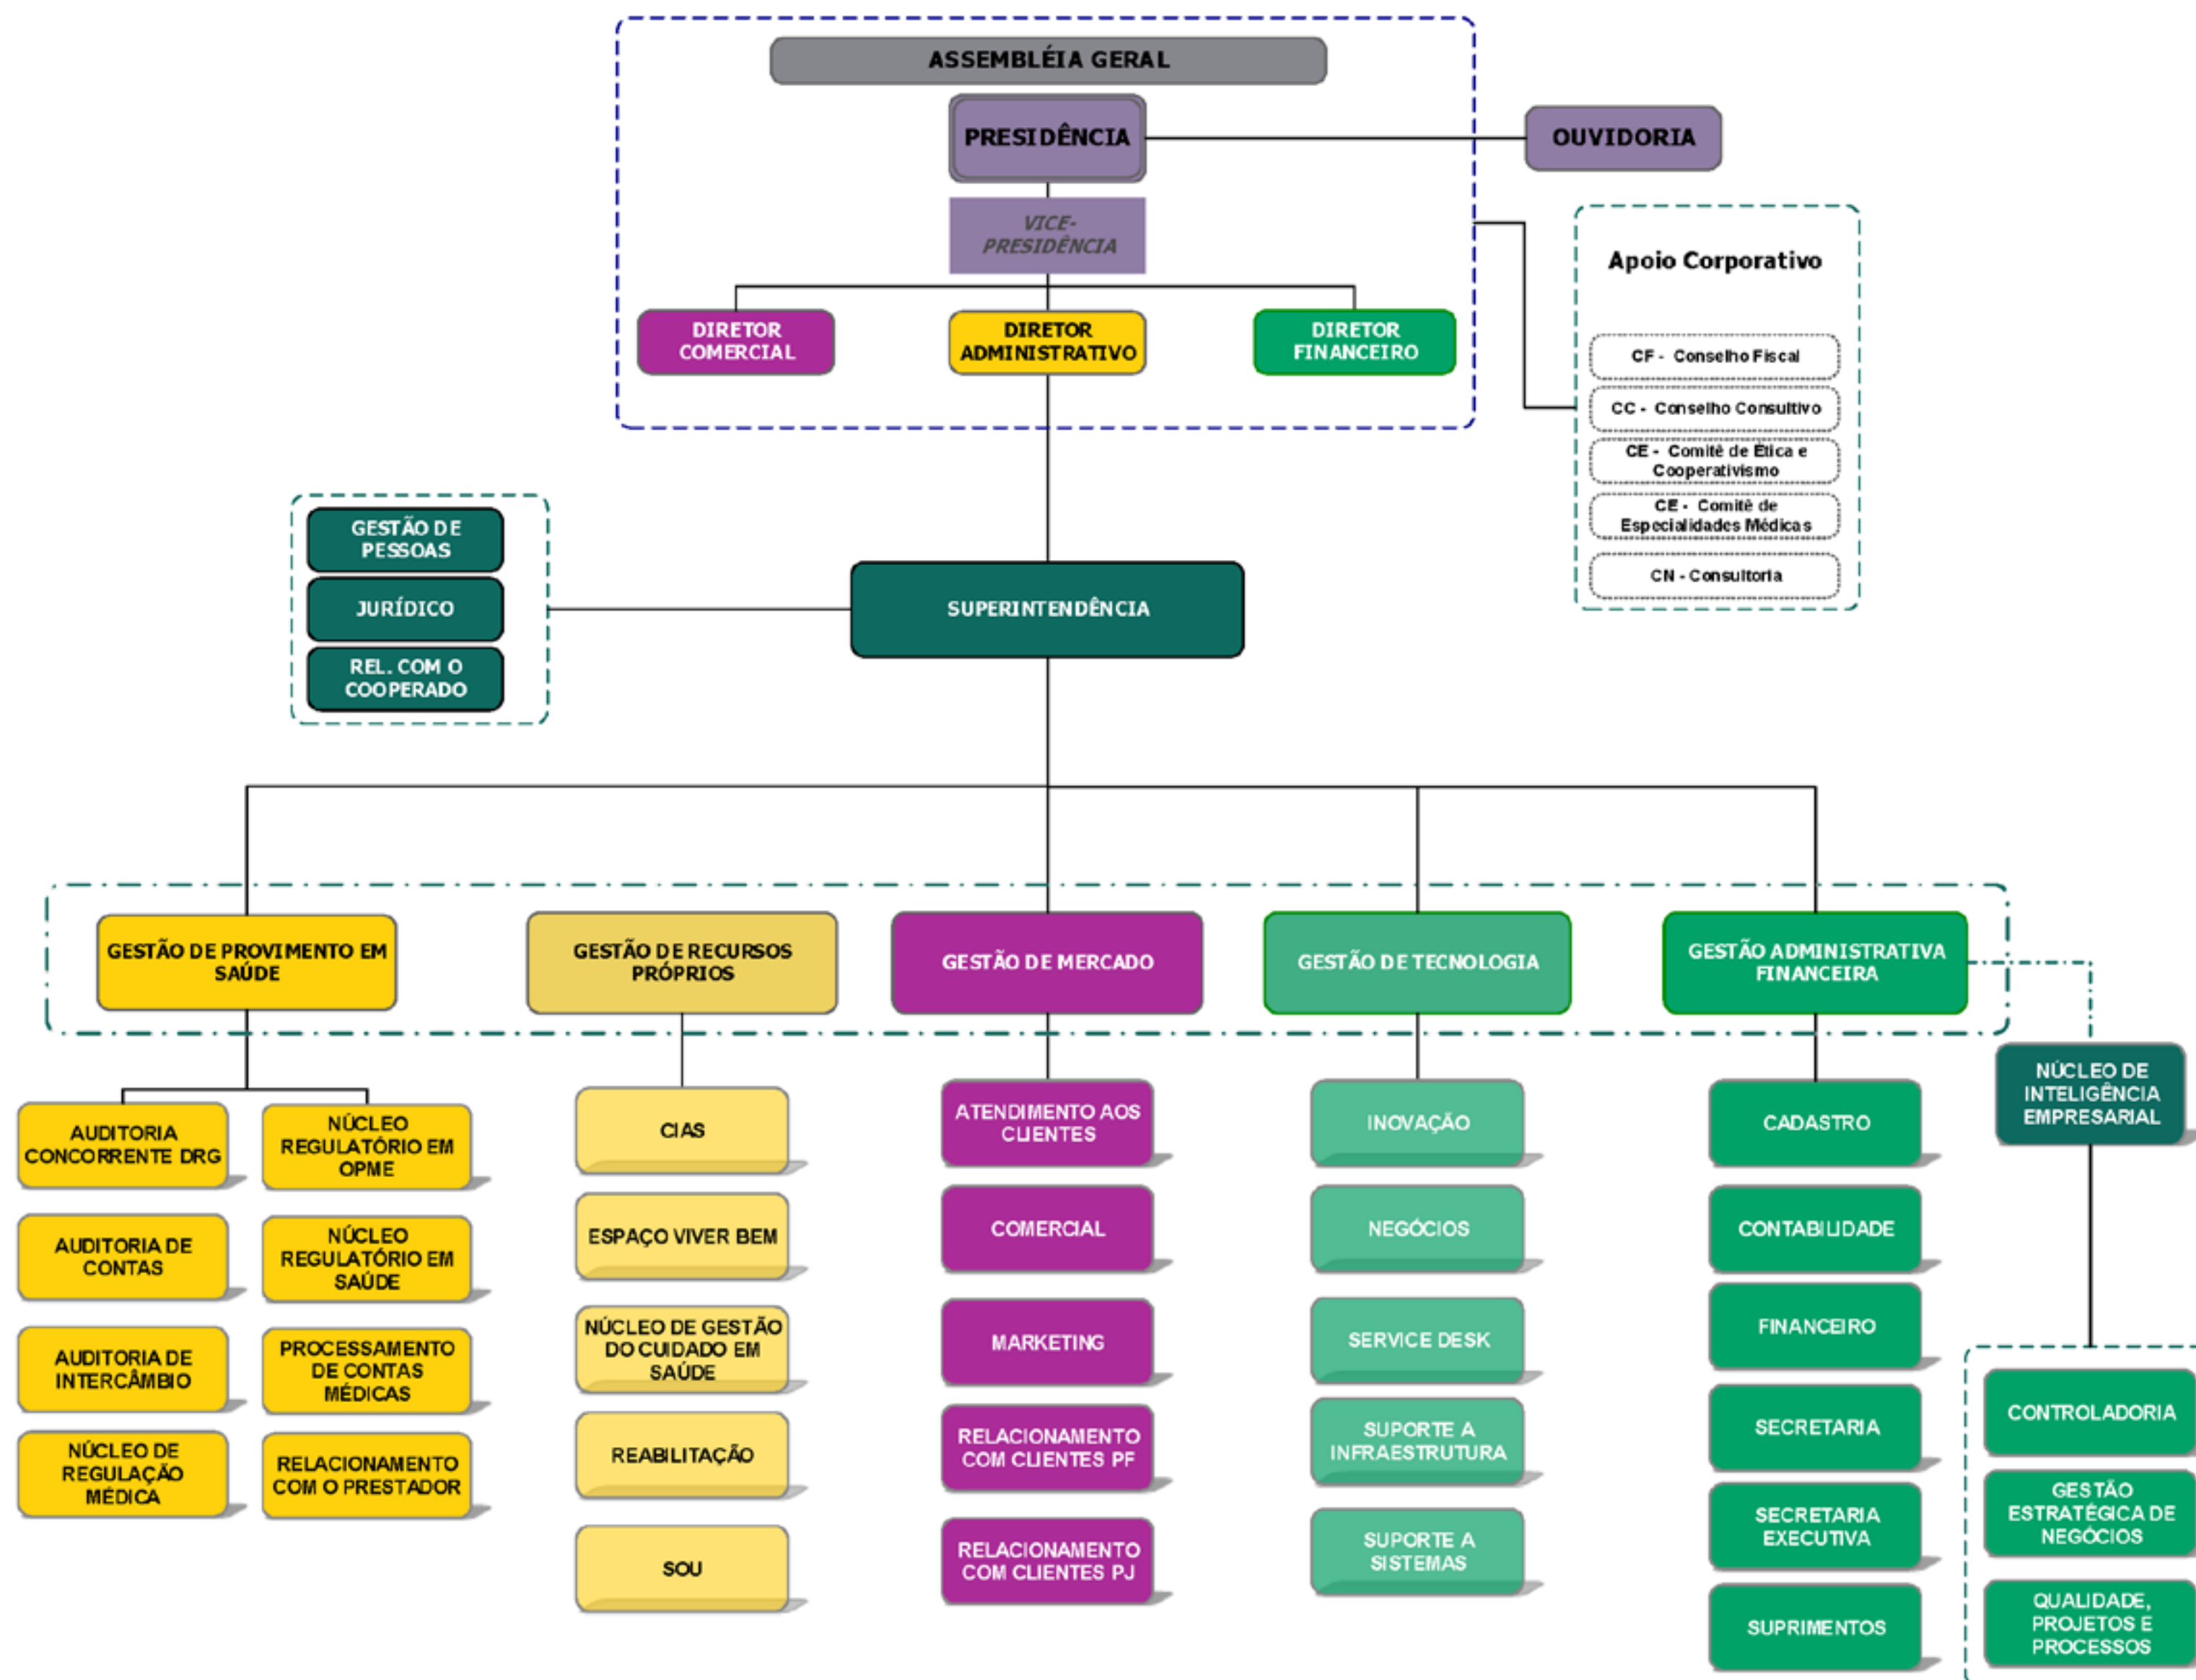 ASSEMBLÉIA GERAL
PRESIDÊNCIA
OUVIDORIA
VICE-
PRESIDÊNCIA
DIRETOR
COMERCIAL
DIRETOR
ADMINISTRATIVO
DIRETOR
FINANCEIRO
Apoio Corporativo
CF - Conselho Fiscal
CC - Conselho Consultivo
CE - Comitê de Ética e
Cooperativismo
CE - Comitê de
Especialidades Médicas
CN - Consultoria
GESTÃO DE
PESSOAS
JURÍDICO
REL. COM O
COOPERADO
SUPERINTENDÊNCIA
GESTÃO DE PROVIMENTO EM
SAÚDE
GESTÃO DE RECURSOS
PRÓPRIOS
GESTÃO DE MERCADO
GESTÃO DE TECNOLOGIA
GESTÃO ADMINISTRATIVA
FINANCEIRA
NÚCLEO DE
INTELIGÊNCIA
EMPRESARIAL
AUDITORIA
CONCORRENTE DRG
AUDITORIA DE
CONTAS
AUDITORIA DE
INTERCÂMBIO
NÚCLEO DE
REGULAÇÃO
MÉDICA
NÚCLEO
REGULATÓRIO EM
OPME
NÚCLEO
REGULATÓRIO EM
SAÚDE
PROCESSAMENTO
DE CONTAS
MÉDICAS
RELACIONAMENTO
COM O PRESTADOR
CIAS
ESPAÇO VIVER BEM
NÚCLEO DE GESTÃO
DO CUIDADO EM
SAÚDE
REABILITAÇÃO
SOU
ATENDIMENTO AOS
CLIENTES
COMERCIAL
MARKETING
RELACIONAMENTO
COM CLIENTES PF
RELACIONAMENTO
COM CLIENTES PJ
INOVAÇÃO
NEGÓCIOS
SERVICE DESK
SUPORTE A
INFRAESTRUTURA
SUPORTE A
SISTEMAS
CADASTRO
CONTABILIDADE
FINANCEIRO
SECRETARIA
SECRETARIA
EXECUTIVA
SUPRIMENTOS
CONTROLADORIA
GESTÃO
ESTRATÉGICA DE
NEGÓCIOS
QUALIDADE,
PROJETOS E
PROCESSOS